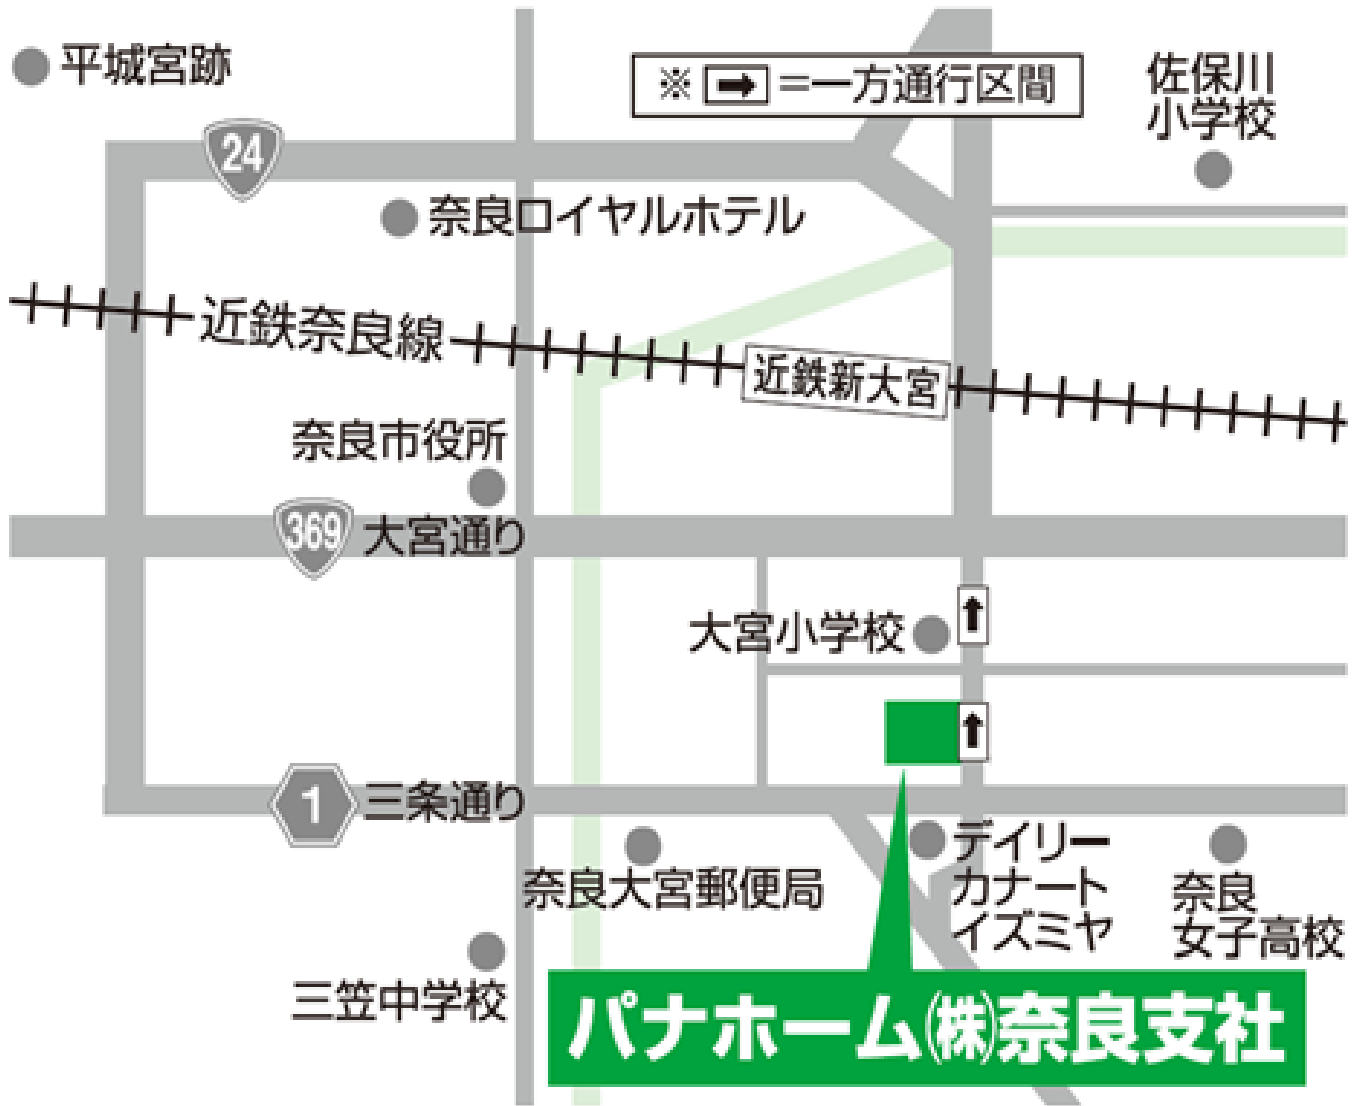 平城宮跡
※ ➡ =一方通行区間
佐保川
小学校
24
奈良ロイヤルホテル
近鉄奈良線
近鉄新大宮
奈良市役所
369
大宮通り
大宮小学校
1
三条通り
デイリー
カナート
イズミヤ
奈良大宮郵便局
奈良
女子高校
三笠中学校
パナホーム㈱奈良支社